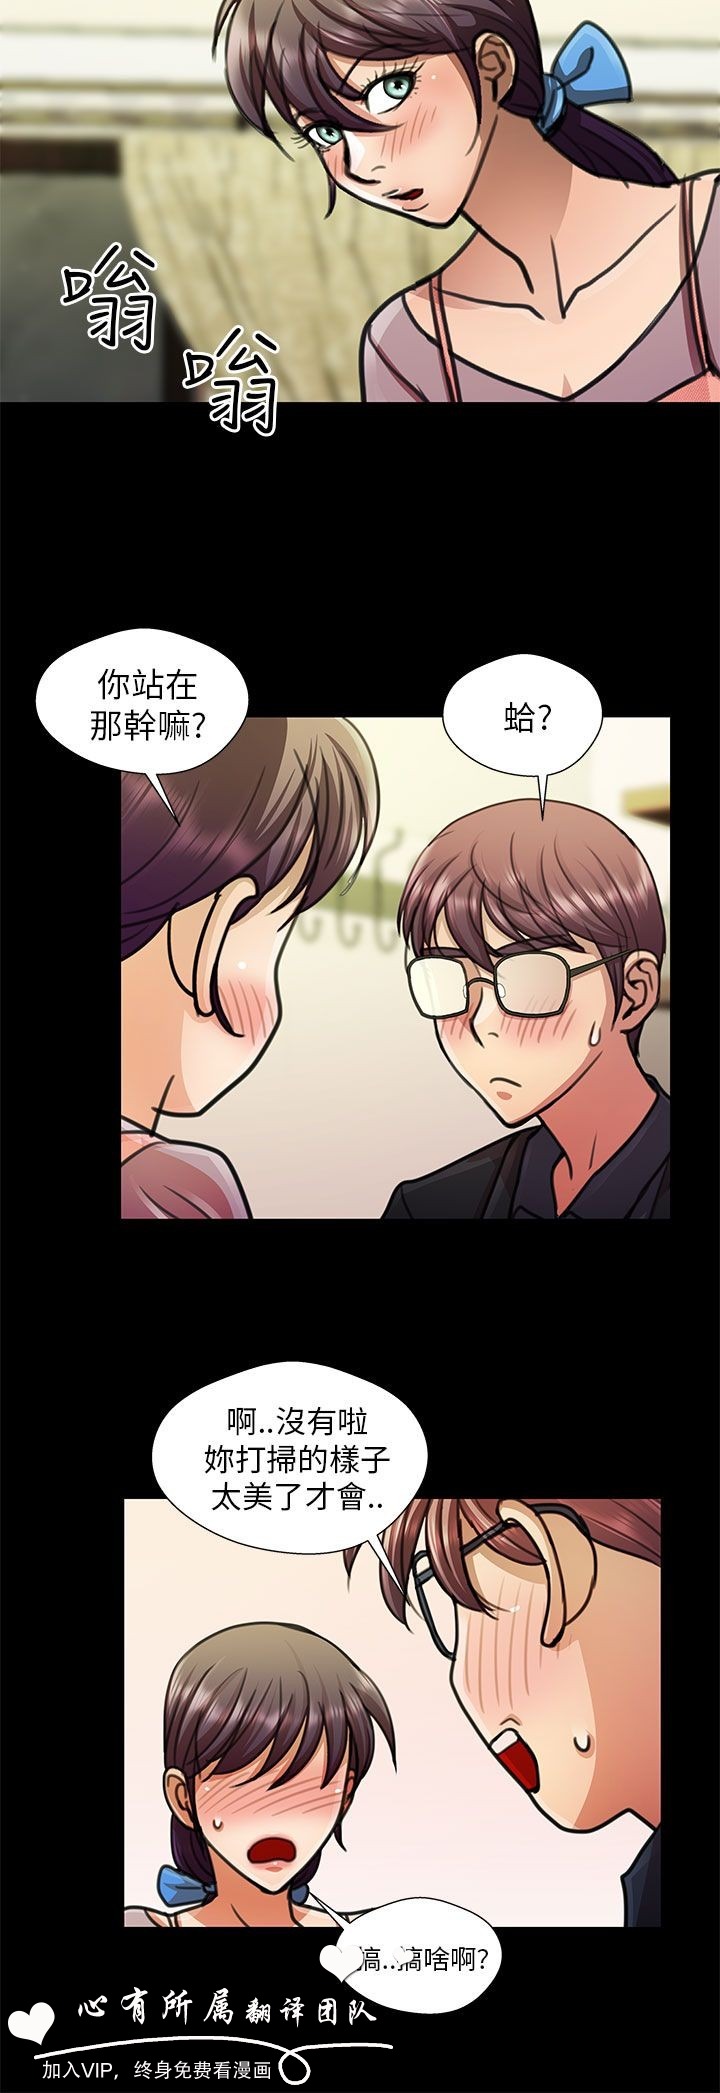 嗡
嗡
你站在
那幹嘛?
蛤?
啊..沒有啦
妳打掃的樣子
太美了才會..
搞..搞啥啊?
心有所属翻译团队
加入VIP，终身免费看漫画